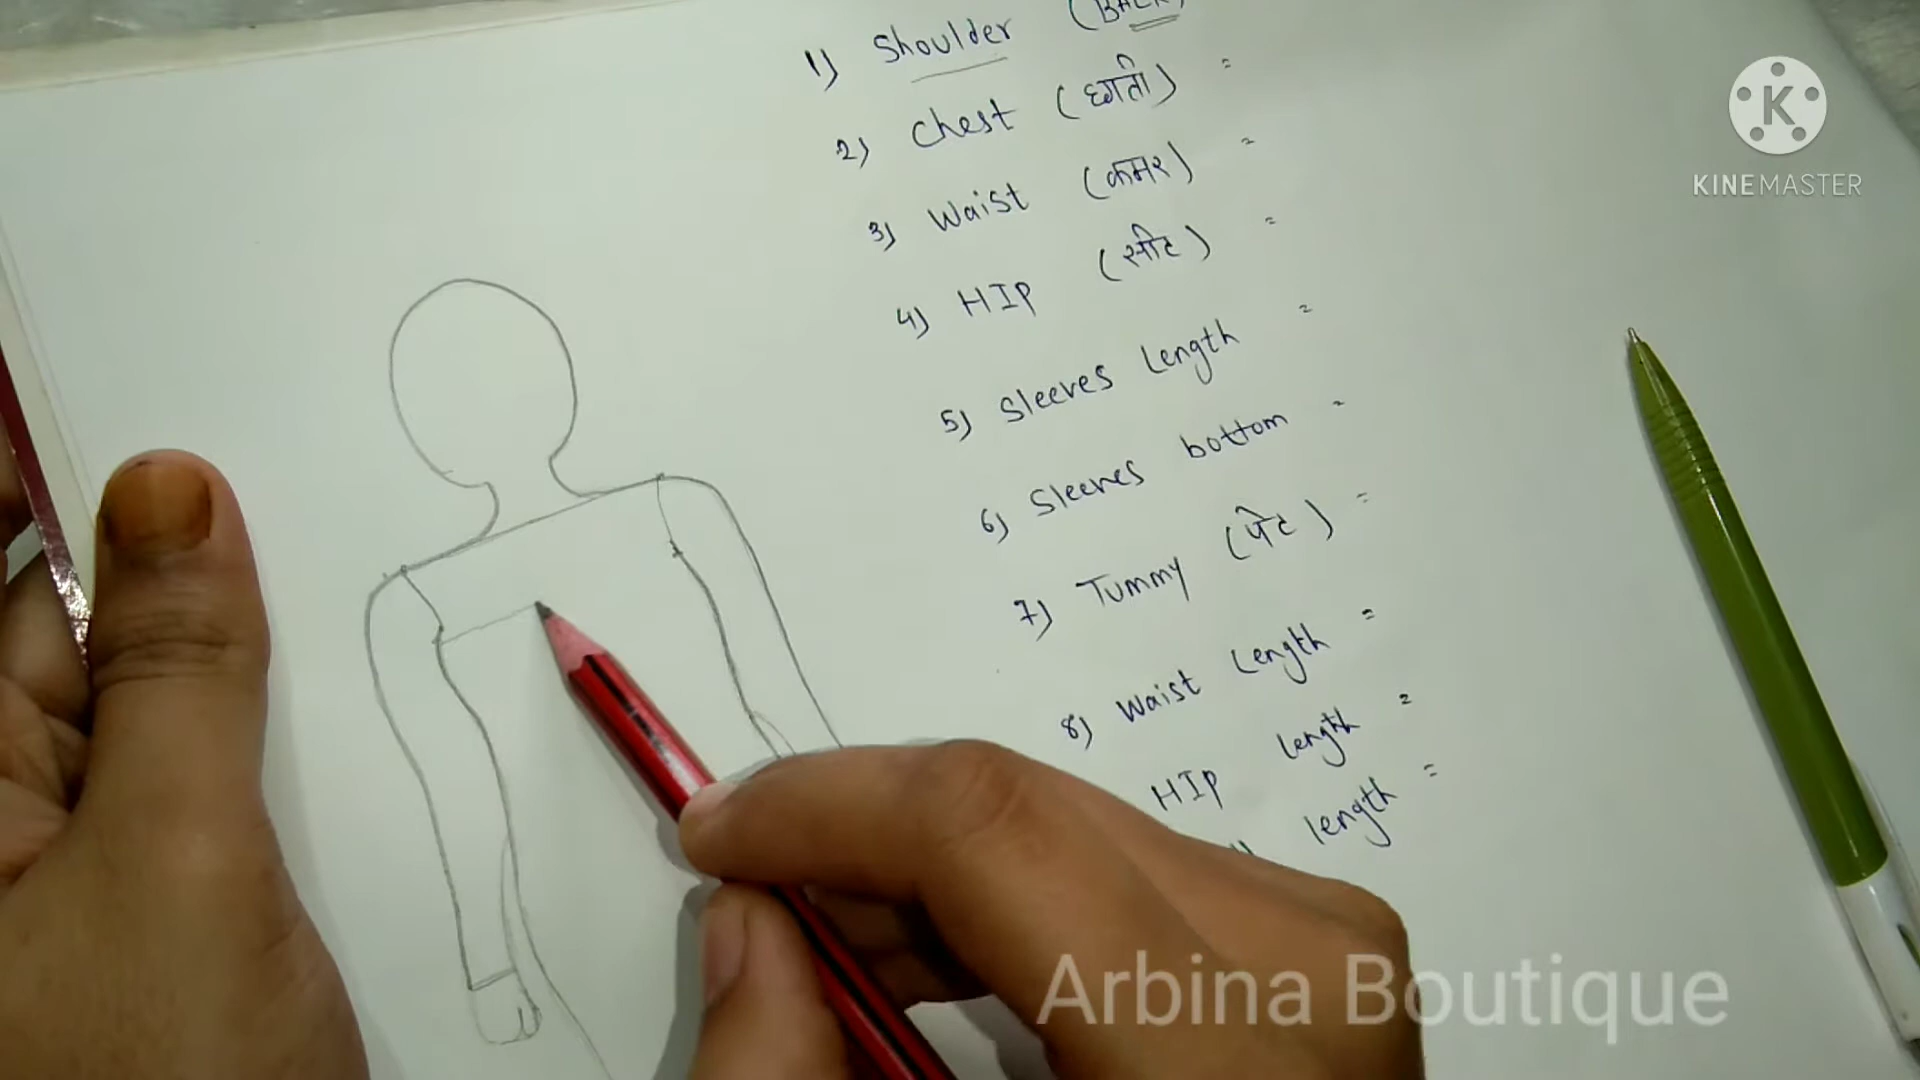 1) Shoulder (BACK)
2) Chest (छाती) =
3) Waist (कमर) =
4) HIP (सीट) =
5) Sleeves Length =
6) Sleeves bottom =
7) Tummy (पेट) =
8) Waist Length =
HIP length =
length =
KINEMASTER
Arbina Boutique